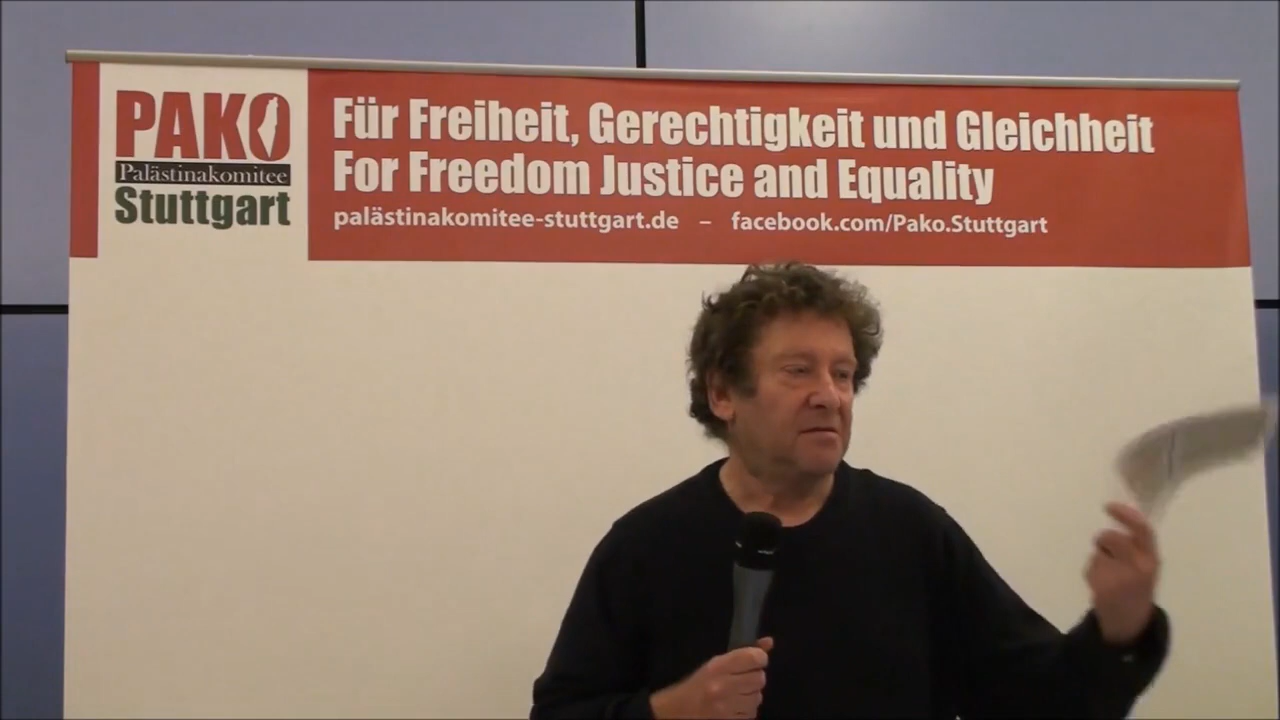 PAKO
Palästinakomitee
Stuttgart
Für Freiheit, Gerechtigkeit und Gleichheit
For Freedom Justice and Equality
palästinakomitee-stuttgart.de – facebook.com/Pako.Stuttgart